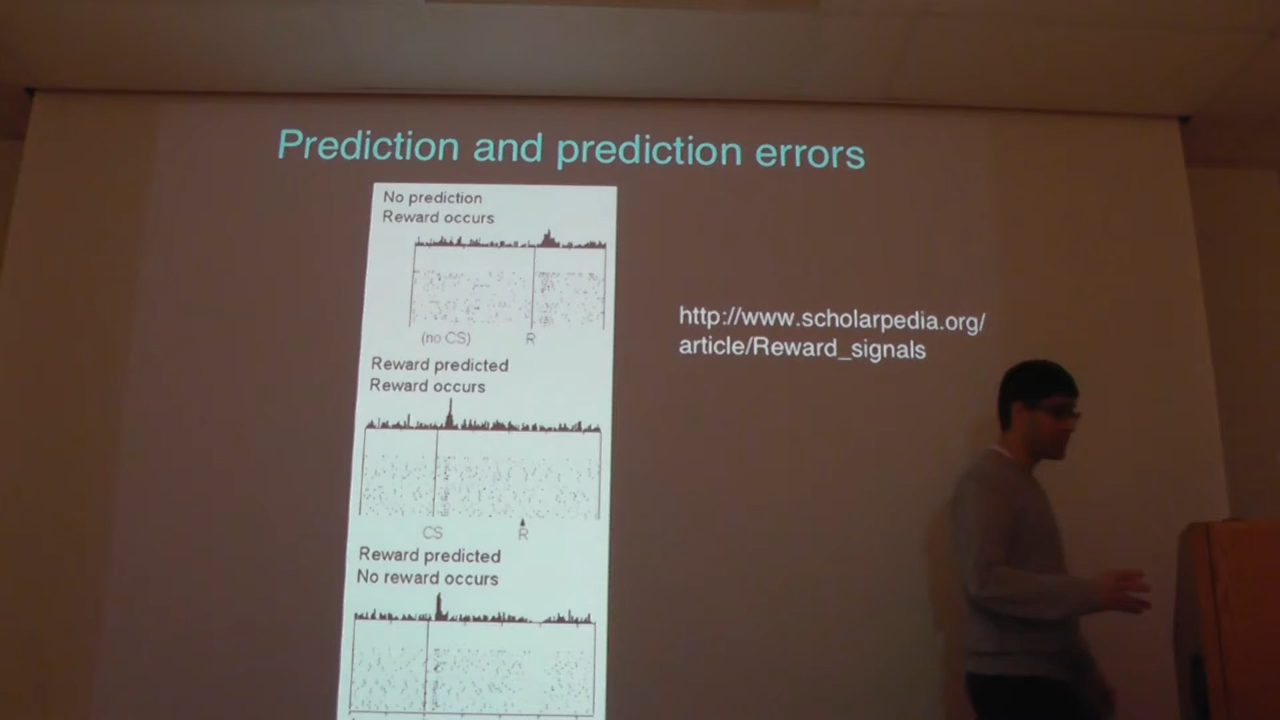 Prediction and prediction errors
No prediction
Reward occurs
(no CS) R
Reward predicted
Reward occurs
CS R
Reward predicted
No reward occurs
http://www.scholarpedia.org/
article/Reward_signals